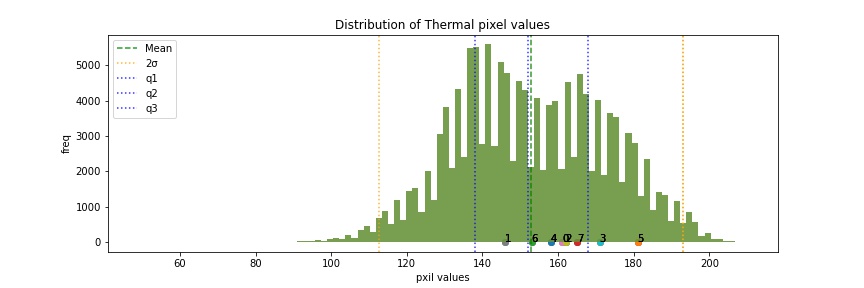 Distribution of Thermal pixel values
Mean
2σ
q1
q2
q3
freq
5000
4000
3000
2000
1000
0
1 6 4 0 2 7 3 5
60 80 100 120 140 160 180 200
pxil values